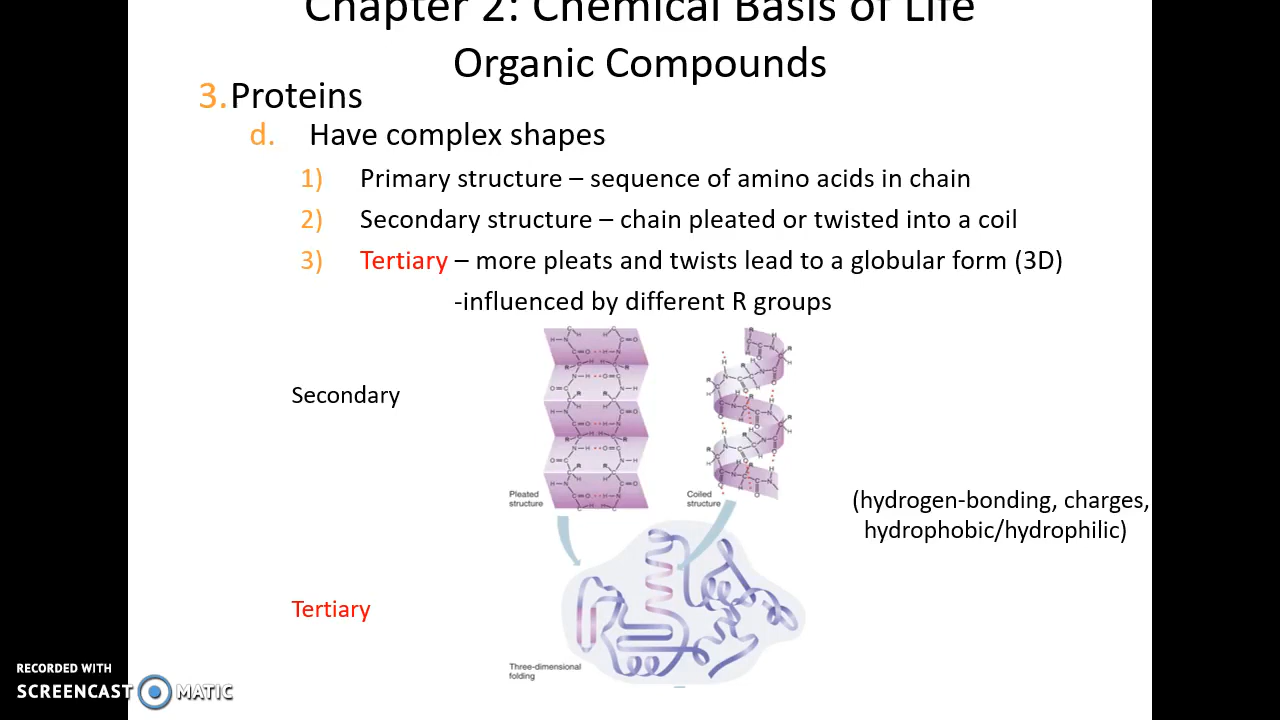 Chapter 2: Chemical Basis of Life
Organic Compounds
3. Proteins
d. Have complex shapes
1) Primary structure – sequence of amino acids in chain
2) Secondary structure – chain pleated or twisted into a coil
3) Tertiary – more pleats and twists lead to a globular form (3D)
-influenced by different R groups
Secondary
Pleated
structure
Coiled
structure
(hydrogen-bonding, charges,
hydrophobic/hydrophilic)
Tertiary
Three-dimensional
folding
RECORDED WITH
SCREENCAST MATIC